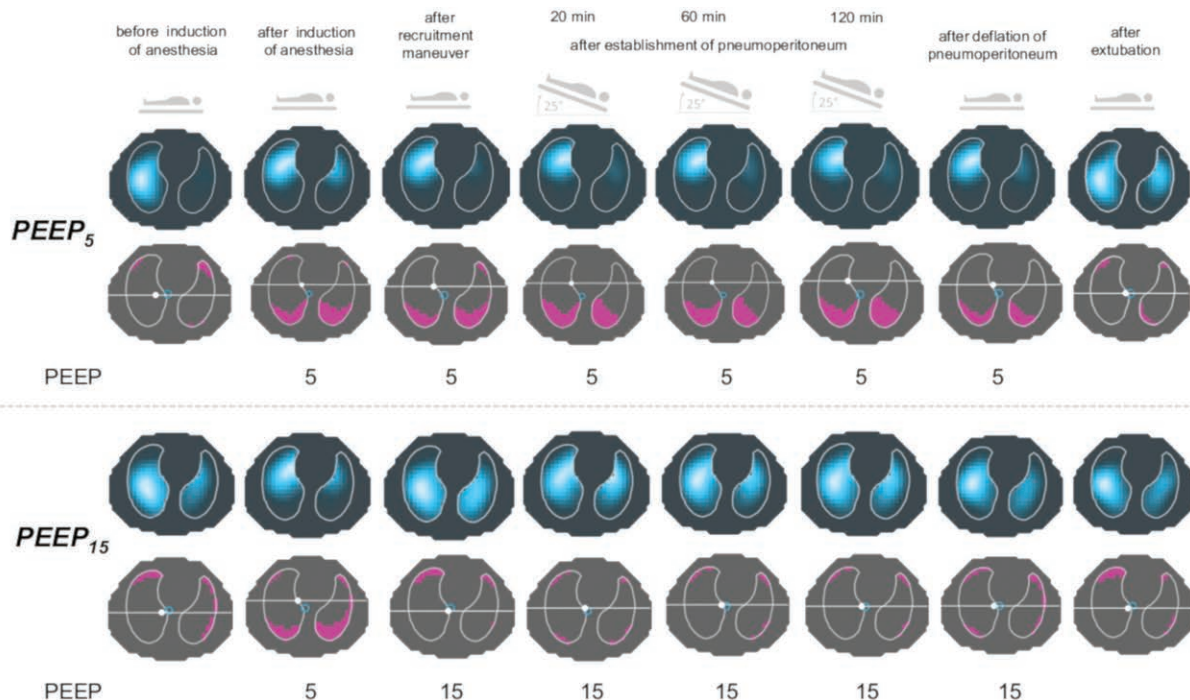 before induction
of anesthesia
after induction
of anesthesia
after
recruitment
maneuver
20 min
60 min
120 min
after establishment of pneumoperitoneum
after deflation of
pneumoperitoneum
after
extubation
25°
25°
25°
PEEP5
PEEP 5 5 5 5 5 5
PEEP15
PEEP 5 15 15 15 15 15